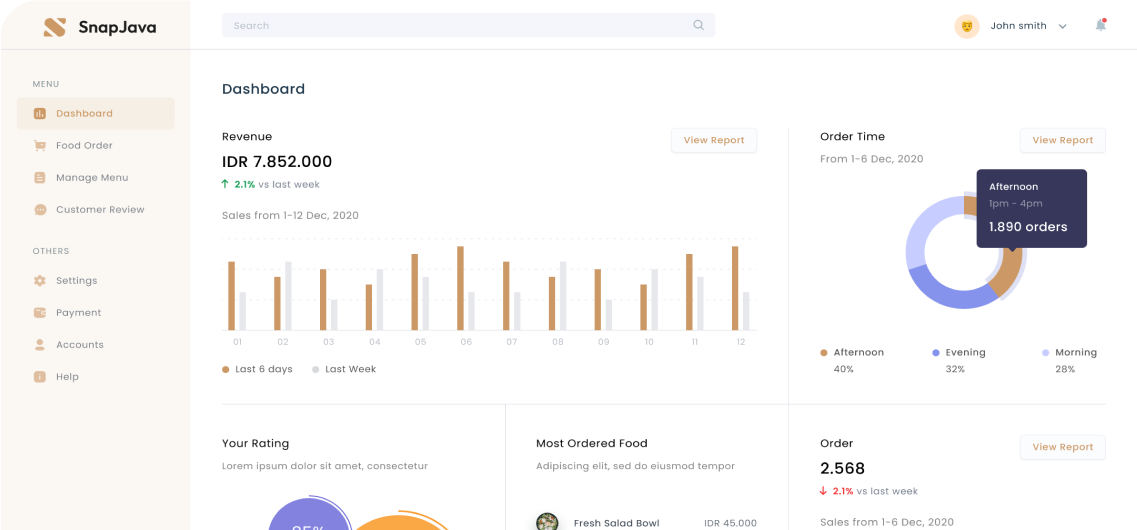 SnapJava
Search
John smith
MENU
Dashboard
Food Order
Manage Menu
Customer Review
OTHERS
Settings
Payment
Accounts
Help
Dashboard
Revenue
View Report
IDR 7.852.000
2.1% vs last week
Sales from 1-12 Dec, 2020
01 02 03 04 05 06 07 08 09 10 11 12
Last 6 days Last Week
Order Time
View Report
From 1-6 Dec, 2020
Afternoon
1pm - 4pm
1.890 orders
Afternoon Evening Morning
40% 32% 28%
Your Rating
Lorem ipsum dolor sit amet, consectetur
Most Ordered Food
Adipiscing elit, sed do eiusmod tempor
Fresh Salad Bowl IDR 45.000
Order
View Report
2.568
2.1% vs last week
Sales from 1-6 Dec, 2020